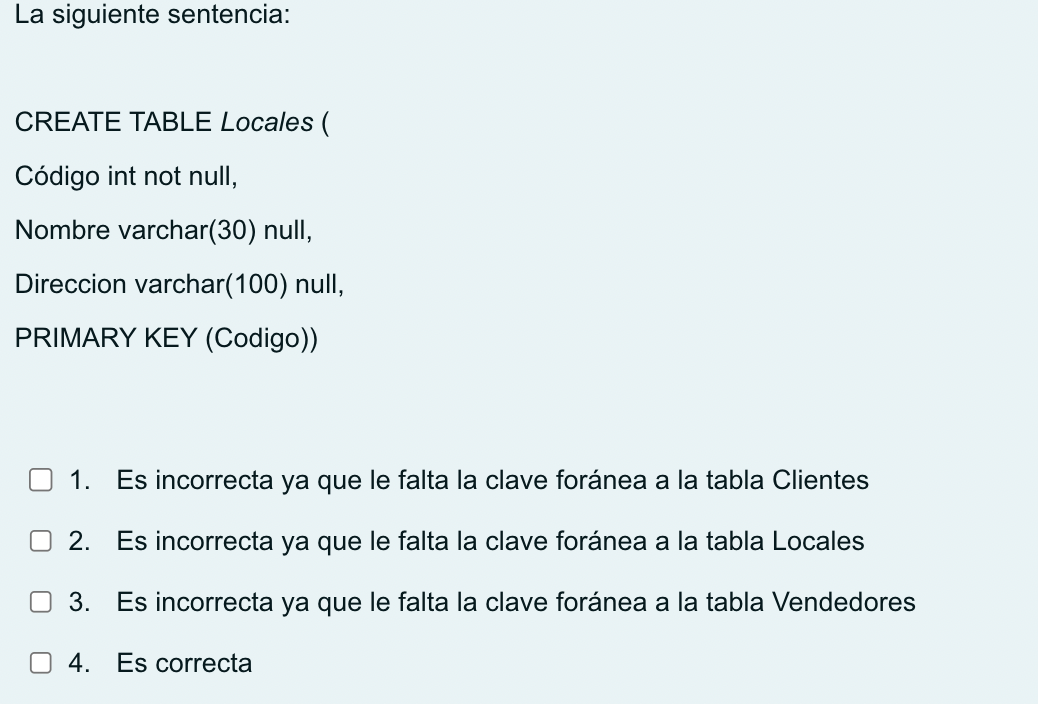 La siguiente sentencia:
CREATE TABLE Locales (
Código int not null,
Nombre varchar(30) null,
Direccion varchar(100) null,
PRIMARY KEY (Codigo))
1. Es incorrecta ya que le falta la clave foránea a la tabla Clientes
2. Es incorrecta ya que le falta la clave foránea a la tabla Locales
3. Es incorrecta ya que le falta la clave foránea a la tabla Vendedores
4. Es correcta